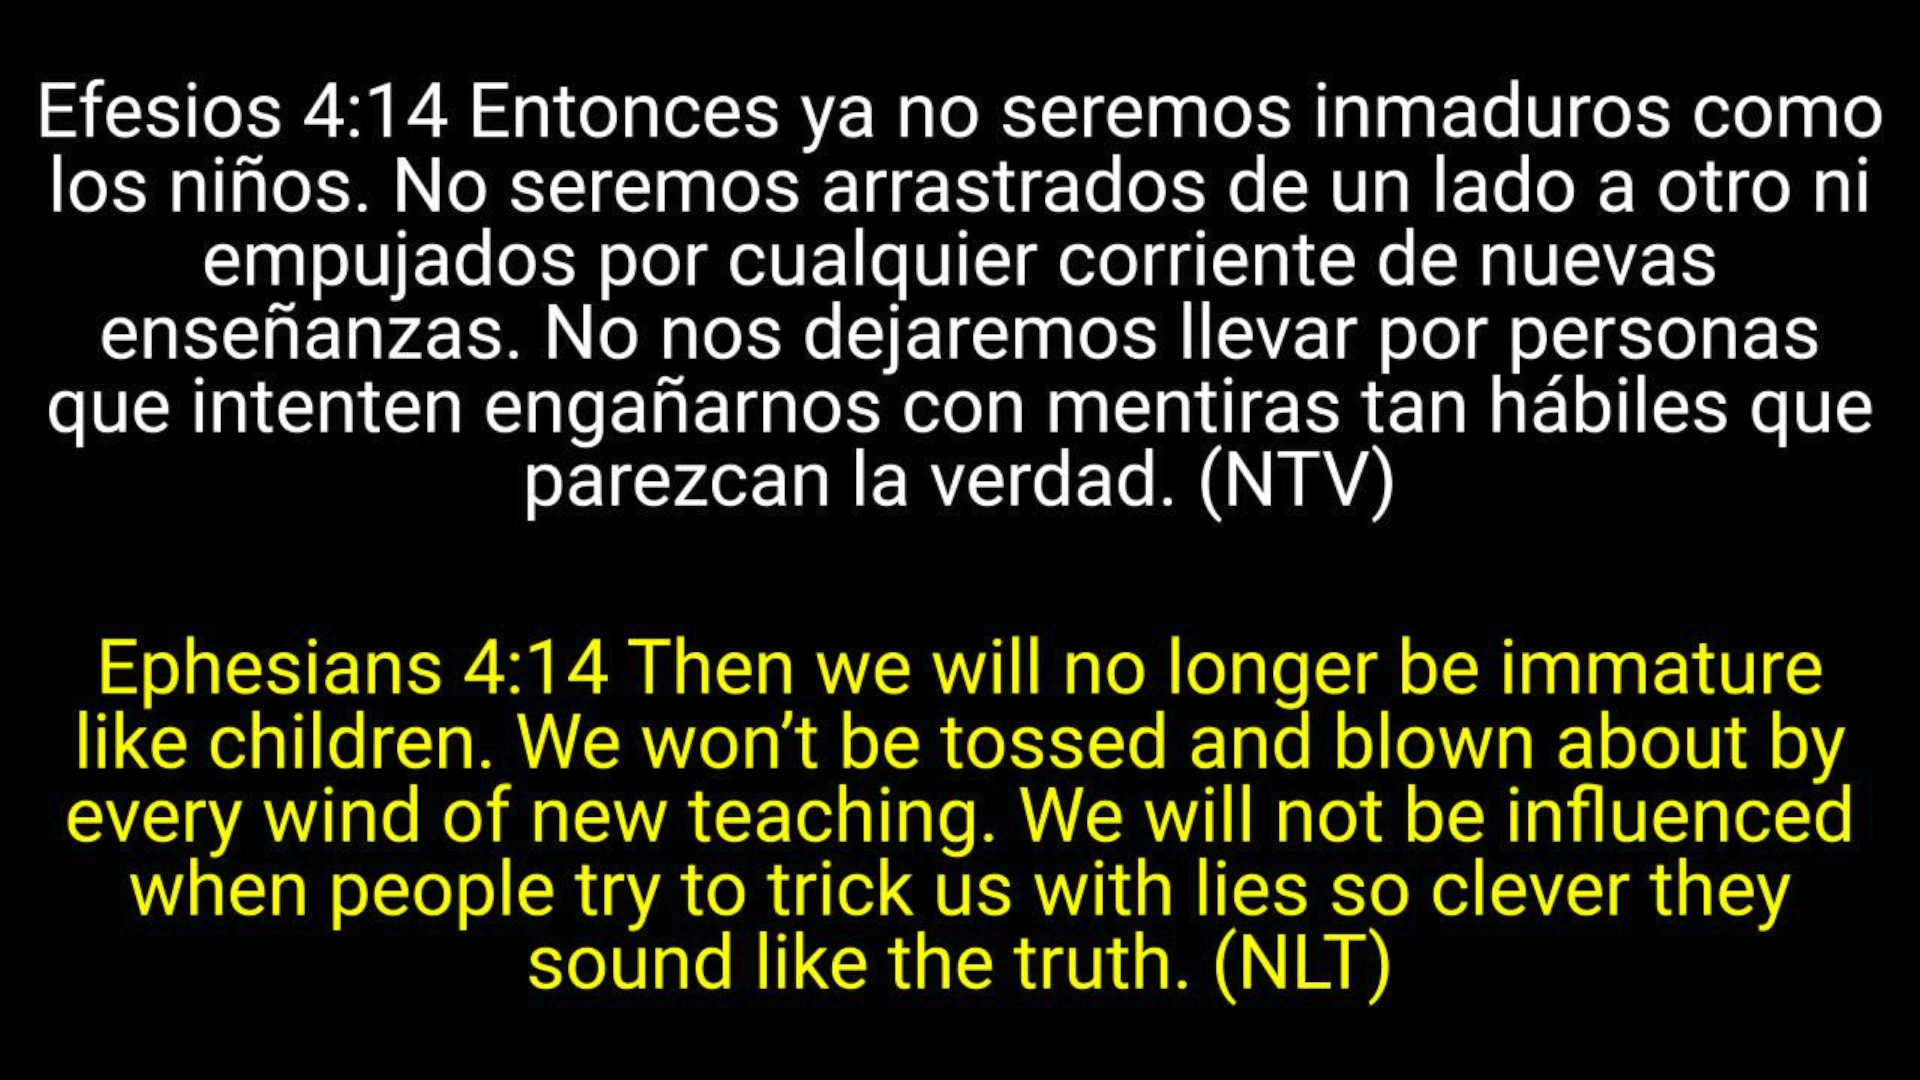 Efesios 4:14 Entonces ya no seremos inmaduros como
los niños. No seremos arrastrados de un lado a otro ni
empujados por cualquier corriente de nuevas
enseñanzas. No nos dejaremos llevar por personas
que intenten engañarnos con mentiras tan hábiles que
parezcan la verdad. (NTV)
Ephesians 4:14 Then we will no longer be immature
like children. We won’t be tossed and blown about by
every wind of new teaching. We will not be influenced
when people try to trick us with lies so clever they
sound like the truth. (NLT)